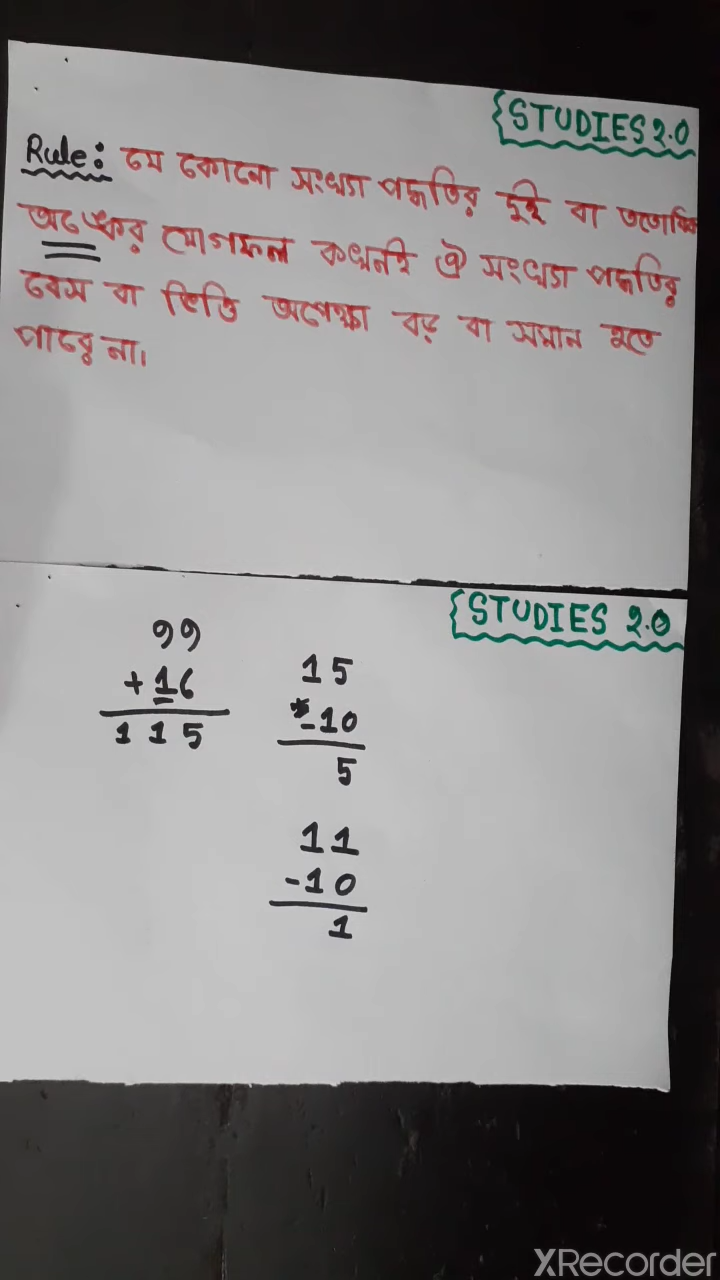 {STUDIES 2.0
Rule: যে কোনো সংখ্যা পদ্ধতির দুই বা ততোধিক
অঙ্কের যোগফল কখনই ঐ সংখ্যা পদ্ধতির
বেস বা ভিত্তি অপেক্ষা বড় বা সমান হতে
পারবে না।
{STUDIES 2.0
99
+ 16
115
15
-10
5
11
-10
1
XRecorder